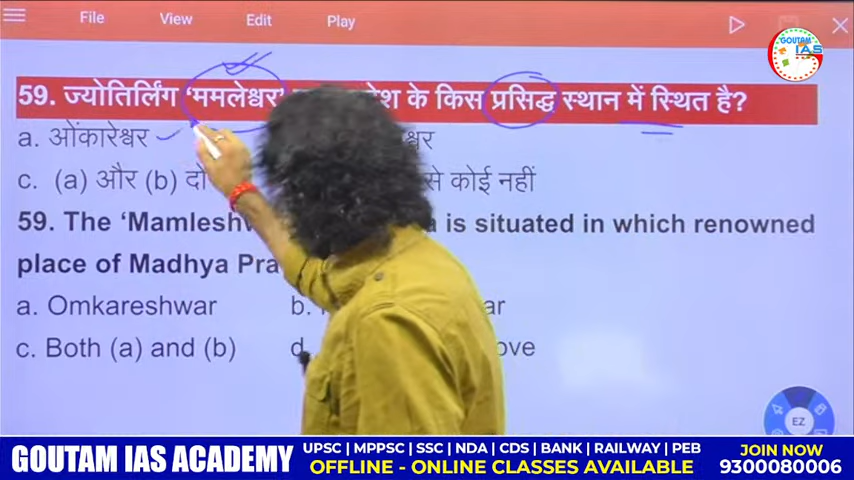 File View Edit Play
GOUTAM
IAS
59. ज्योतिर्लिंग 'ममलेश्वर' के किस प्रसिद्ध स्थान में स्थित है?
a. ओंकारेश्वर
c. (a) और (b) कोई नहीं
59. The 'Mamleshw is situated in which renowned
place of Madhya Pra
a. Omkareshwar b. ar
c. Both (a) and (b) d ove
EZ
GOUTAM IAS ACADEMY
UPSC | MPPSC | SSC | NDA | CDS | BANK | RAILWAY | PEB
OFFLINE - ONLINE CLASSES AVAILABLE
JOIN NOW
9300080006